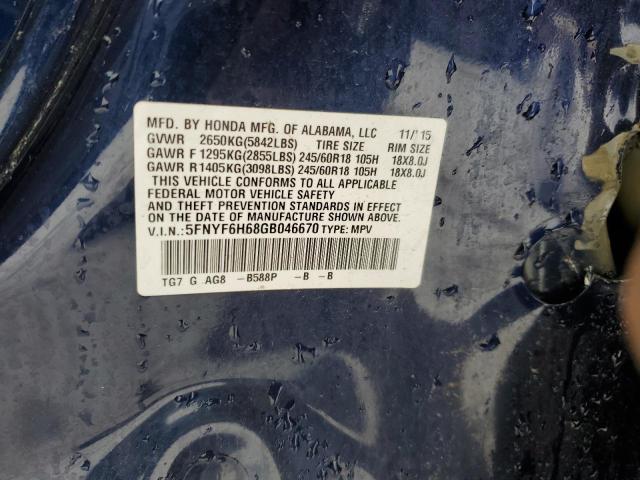 MFD. BY HONDA MFG. OF ALABAMA, LLC 11/15
GVWR 2650KG(5842LBS) TIRE SIZE RIM SIZE
GAWR F 1295KG(2855LBS) 245/60R18 105H 18X8.0J
GAWR R 1405KG(3098LBS) 245/60R18 105H 18X8.0J
THIS VEHICLE CONFORMS TO ALL APPLICABLE
FEDERAL MOTOR VEHICLE SAFETY
AND THEFT PREVENTION STANDARDS IN EFFECT
ON THE DATE OF MANUFACTURE SHOWN ABOVE.
V.I.N.:5FNYF6H68GB046670 TYPE: MPV
TG7 G AG8 -B588P -B -B